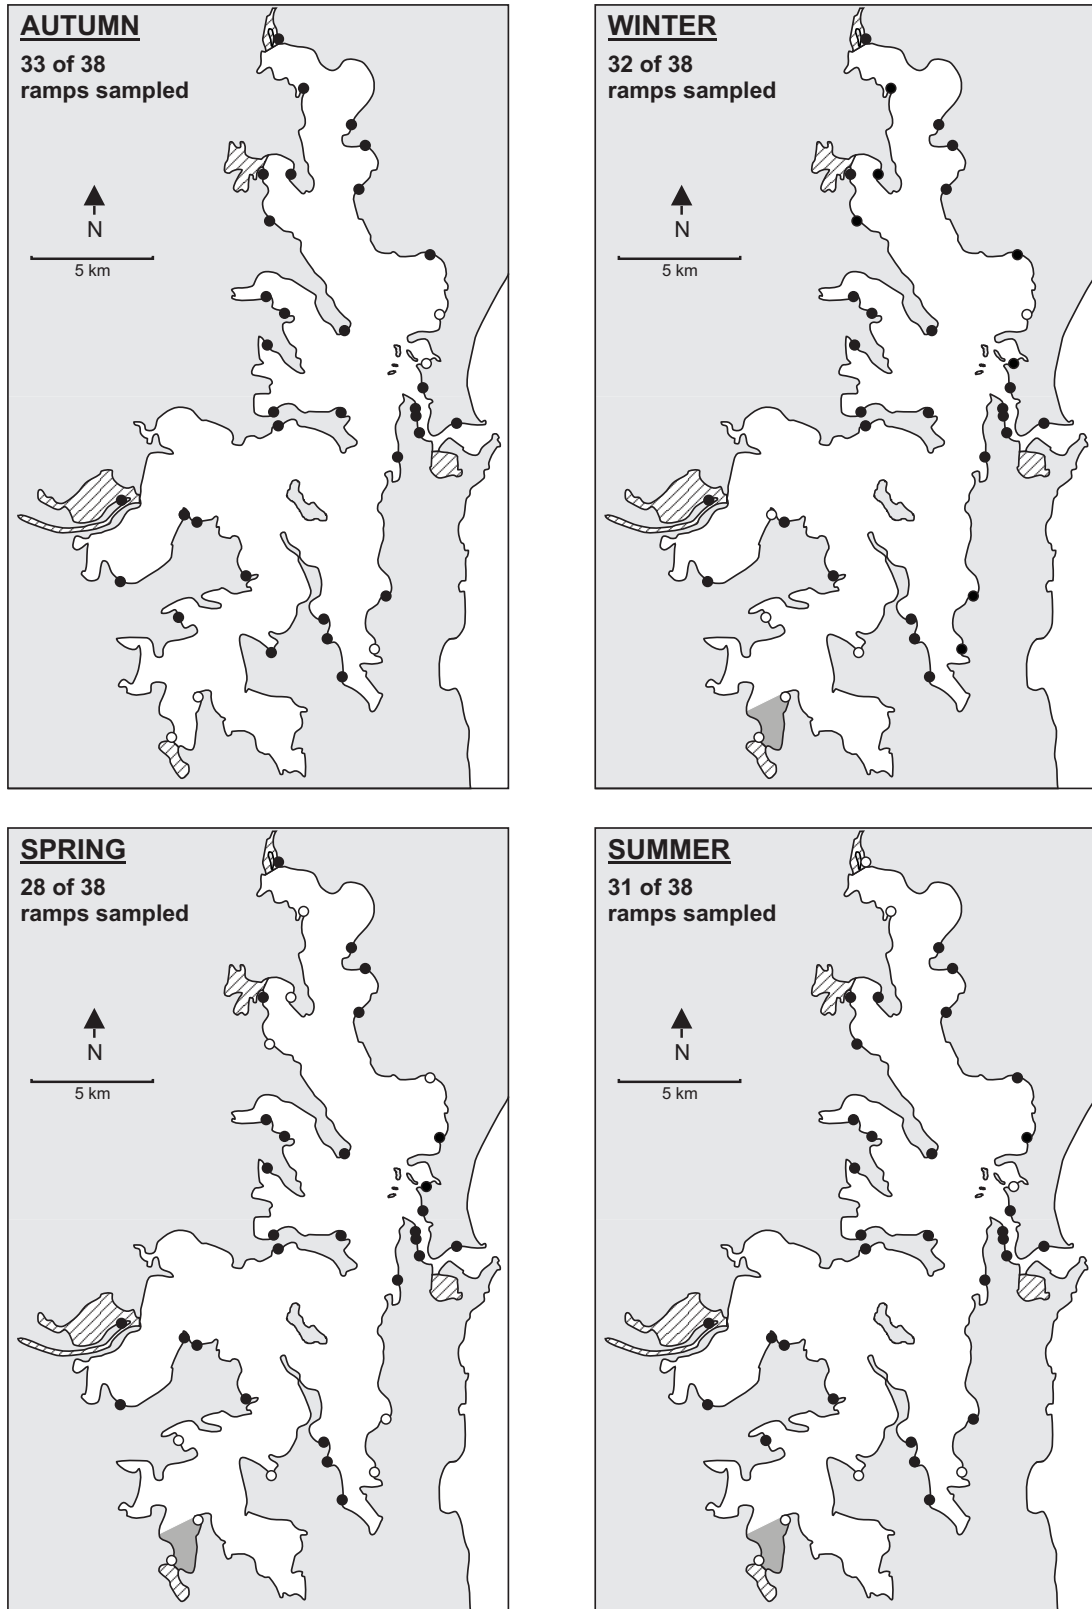 AUTUMN
33 of 38
ramps sampled
N
5 km
WINTER
32 of 38
ramps sampled
N
5 km
SPRING
28 of 38
ramps sampled
N
5 km
SUMMER
31 of 38
ramps sampled
N
5 km